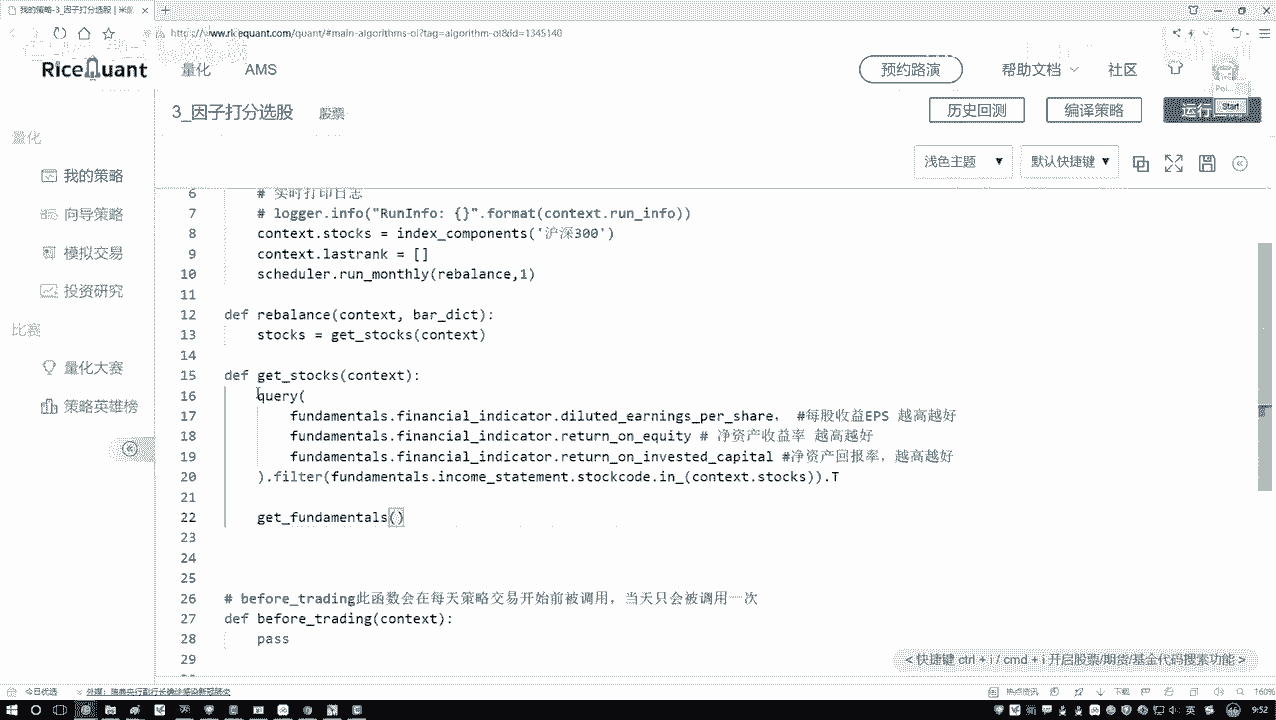 我的策略-3_因子打分选股 | 米
http://www.ricequant.com/quant/#main-algorithms-ol?tag=algorithm-ol&id=1345140
RiceQuant 量化 AMS 预约路演 帮助文档 社区
3_因子打分选股 股票 历史回测 编译策略 运行 Start
量化
浅色主题 默认快捷键
我的策略
向导策略
模拟交易
投资研究
比赛
量化大赛
策略英雄榜
6 # 实时打印日志
7 # logger.info("RunInfo: {}".format(context.run_info))
8 context.stocks = index_components('沪深300')
9 context.lastrank = []
10 scheduler.run_monthly(rebalance,1)
11
12 def rebalance(context, bar_dict):
13 stocks = get_stocks(context)
14
15 def get_stocks(context):
16 query(
17 fundamentals.financial_indicator.diluted_earnings_per_share， #每股收益EPS 越高越好
18 fundamentals.financial_indicator.return_on_equity # 净资产收益率 越高越好
19 fundamentals.financial_indicator.return_on_invested_capital #净资产回报率，越高越好
20 ).filter(fundamentals.income_statement.stockcode.in_(context.stocks)).T
21
22 get_fundamentals()
23
24
25
26 # before_trading此函数会在每天策略交易开始前被调用，当天只会被调用一次
27 def before_trading(context):
28 pass
29
< 快捷键 ctrl + i / cmd + i 开启股票/期货/基金代码搜索功能 >
今日优选 热点资讯 下载 160%
英 9:52